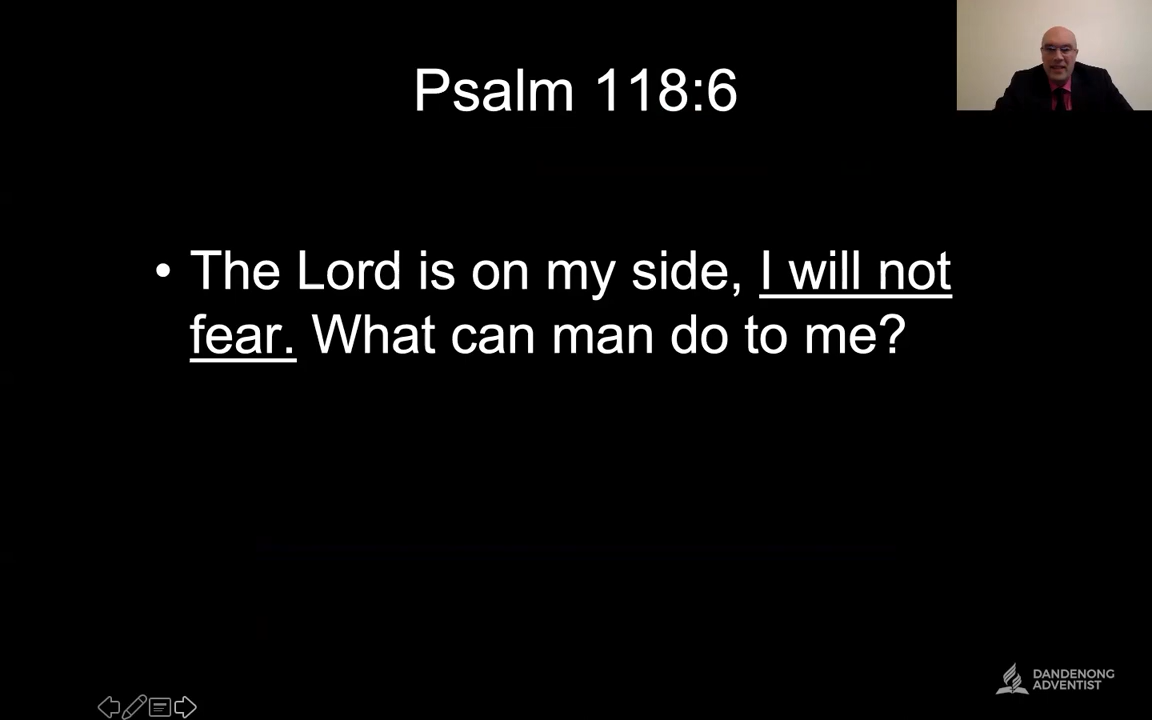 Psalm 118:6
• The Lord is on my side, I will not
fear. What can man do to me?
DANDENONG
ADVENTIST